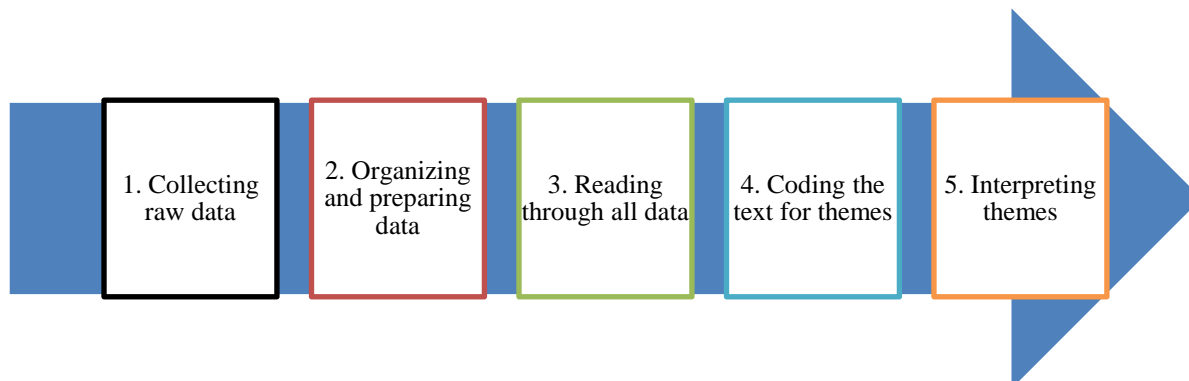 1. Collecting
raw data
2. Organizing
and preparing
data
3. Reading
through all data
4. Coding the
text for themes
5. Interpreting
themes